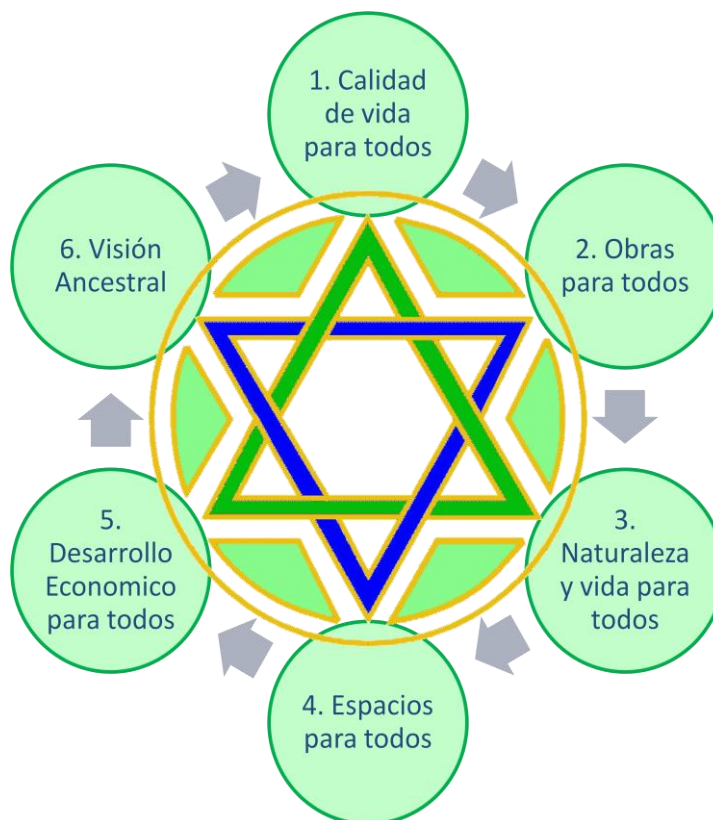 1. Calidad
de vida
para todos
2. Obras
para todos
3.
Naturaleza
y vida para
todos
4. Espacios
para todos
5.
Desarrollo
Economico
para todos
6. Visión
Ancestral